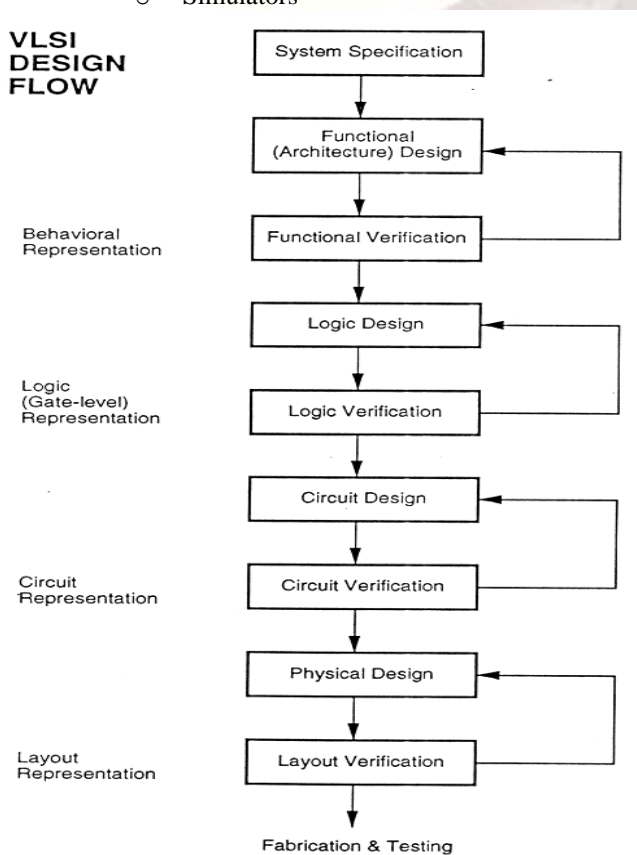 Simulators
VLSI
DESIGN
FLOW
System Specification
Functional
(Architecture) Design
Behavioral
Representation
Functional Verification
Logic Design
Logic
(Gate-level)
Representation
Logic Verification
Circuit Design
Circuit
Representation
Circuit Verification
Physical Design
Layout
Representation
Layout Verification
Fabrication & Testing